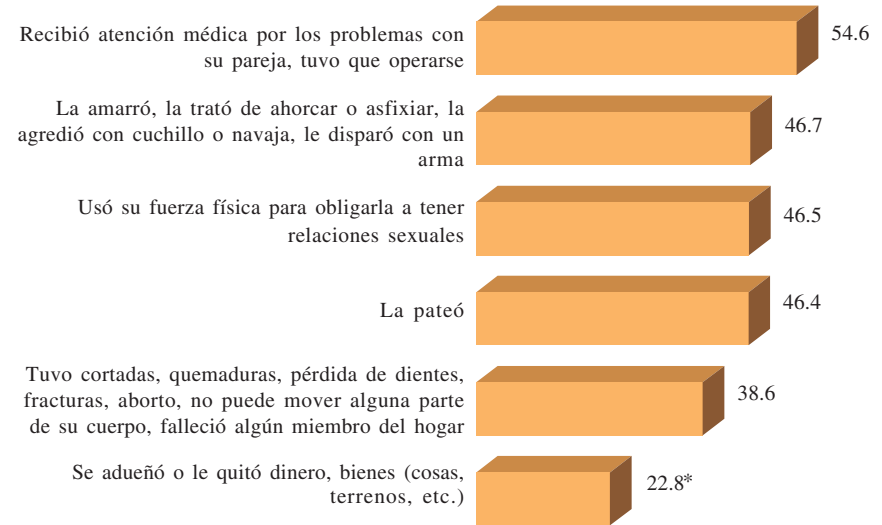 Recibió atención médica por los problemas con
su pareja, tuvo que operarse
54.6
La amarró, la trató de ahorcar o asfixiar, la
agredió con cuchillo o navaja, le disparó con un
arma
46.7
Usó su fuerza física para obligarla a tener
relaciones sexuales
46.5
La pateó
46.4
Tuvo cortadas, quemaduras, pérdida de dientes,
fracturas, aborto, no puede mover alguna parte
de su cuerpo, falleció algún miembro del hogar
38.6
Se adueñó o le quitó dinero, bienes (cosas,
terrenos, etc.)
22.8*